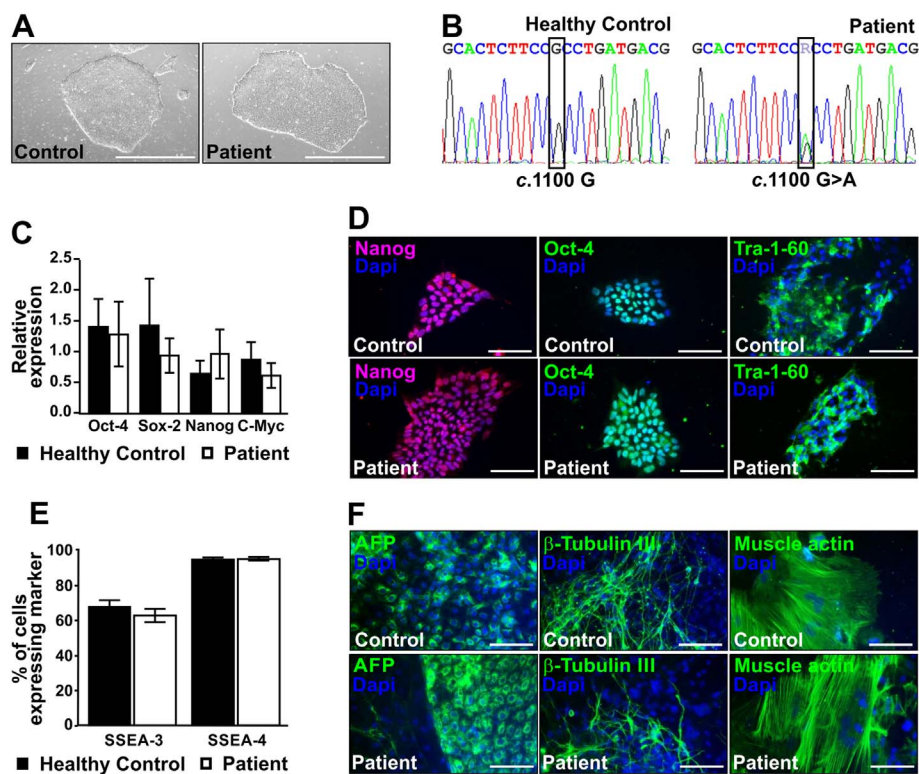 A
Control
Patient
B
Healthy Control
Patient
GCACTCTTCCGCCTGATGACG
GCACTCTTCCRCCTGATGACG
c.1100 G
c.1100 G>A
C
Relative
expression
2.5
2.0
1.5
1.0
0.5
0.0
Oct-4 Sox-2 Nanog C-Myc
Healthy Control Patient
D
Nanog
Dapi
Control
Oct-4
Dapi
Control
Tra-1-60
Dapi
Control
Nanog
Dapi
Patient
Oct-4
Dapi
Patient
Tra-1-60
Dapi
Patient
E
% of cells
expressing marker
100
80
60
40
20
0
SSEA-3 SSEA-4
Healthy Control Patient
F
AFP
Dapi
Control
β-Tubulin III
Dapi
Control
Muscle actin
Dapi
Control
AFP
Dapi
Patient
β-Tubulin III
Dapi
Patient
Muscle actin
Dapi
Patient